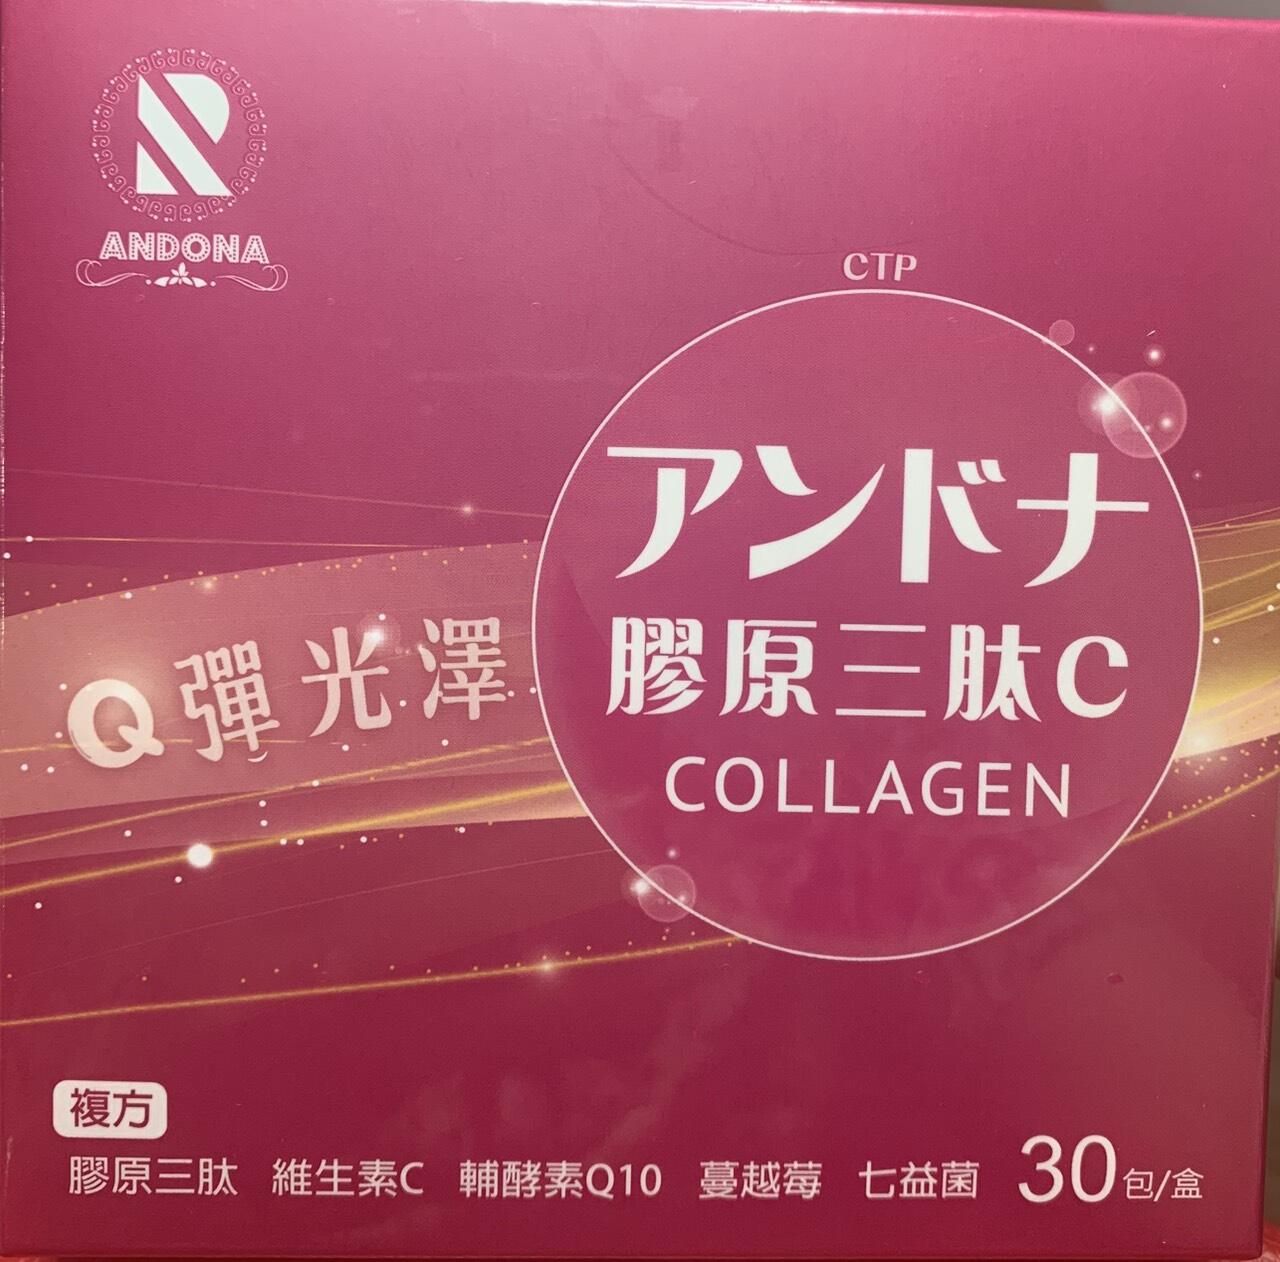 ANDONA
CTP
アンドナ
膠原三肽C
COLLAGEN
Q彈光澤
複方
膠原三肽 維生素C 輔酵素Q10 蔓越莓 七益菌 30包/盒